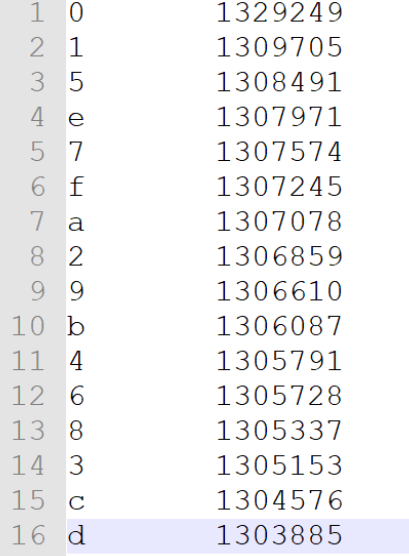 1 0 1329249
2 1 1309705
3 5 1308491
4 e 1307971
5 7 1307574
6 f 1307245
7 a 1307078
8 2 1306859
9 9 1306610
10 b 1306087
11 4 1305791
12 6 1305728
13 8 1305337
14 3 1305153
15 c 1304576
16 d 1303885